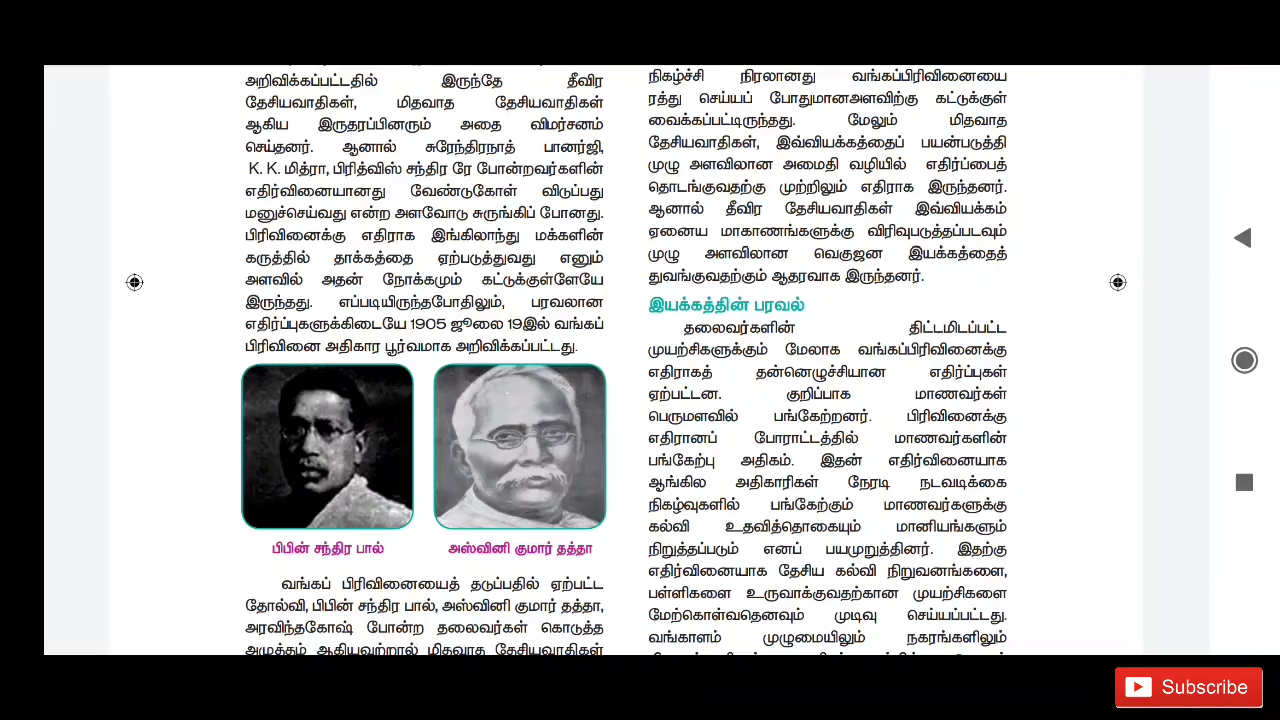 அறிவிக்கப்பட்டதில் இருந்தே தீவிர
தேசியவாதிகள், மிதவாத தேசியவாதிகள்
ஆகிய இருதரப்பினரும் அதை விமர்சனம்
செய்தனர். ஆனால் சுரேந்திரநாத் பானர்ஜி,
K. K. மித்ரா, பிரித்விஸ் சந்திர ரே போன்றவர்களின்
எதிர்வினையானது வேண்டுகோள் விடுப்பது
மனுச்செய்வது என்ற அளவோடு சுருங்கிப் போனது.
பிரிவினைக்கு எதிராக இங்கிலாந்து மக்களின்
கருத்தில் தாக்கத்தை ஏற்படுத்துவது எனும்
அளவில் அதன் நோக்கமும் கட்டுக்குள்ளேயே
இருந்தது. எப்படியிருந்தபோதிலும், பரவலான
எதிர்ப்புகளுக்கிடையே 1905 ஜூலை 19இல் வங்கப்
பிரிவினை அதிகார பூர்வமாக அறிவிக்கப்பட்டது.
பிபின் சந்திர பால்
அஸ்வினி குமார் தத்தா
வங்கப் பிரிவினையைத் தடுப்பதில் ஏற்பட்ட
தோல்வி, பிபின் சந்திர பால், அஸ்வினி குமார் தத்தா,
அரவிந்தகோஷ் போன்ற தலைவர்கள் கொடுத்த
அழுத்தம் ஆகியவற்றால் மிதவாத தேசியவாதிகள்
நிகழ்ச்சி நிரலானது வங்கப்பிரிவினையை
ரத்து செய்யப் போதுமானஅளவிற்கு கட்டுக்குள்
வைக்கப்பட்டிருந்தது. மேலும் மிதவாத
தேசியவாதிகள், இவ்வியக்கத்தைப் பயன்படுத்தி
முழு அளவிலான அமைதி வழியில் எதிர்ப்பைத்
தொடங்குவதற்கு முற்றிலும் எதிராக இருந்தனர்.
ஆனால் தீவிர தேசியவாதிகள் இவ்வியக்கம்
ஏனைய மாகாணங்களுக்கு விரிவுபடுத்தப்படவும்
முழு அளவிலான வெகுஜன இயக்கத்தைத்
துவங்குவதற்கும் ஆதரவாக இருந்தனர்.
இயக்கத்தின் பரவல்
தலைவர்களின் திட்டமிடப்பட்ட
முயற்சிகளுக்கும் மேலாக வங்கப்பிரிவினைக்கு
எதிராகத் தன்னெழுச்சியான எதிர்ப்புகள்
ஏற்பட்டன. குறிப்பாக மாணவர்கள்
பெருமளவில் பங்கேற்றனர். பிரிவினைக்கு
எதிரானப் போராட்டத்தில் மாணவர்களின்
பங்கேற்பு அதிகம். இதன் எதிர்வினையாக
ஆங்கில அதிகாரிகள் நேரடி நடவடிக்கை
நிகழ்வுகளில் பங்கேற்கும் மாணவர்களுக்கு
கல்வி உதவித்தொகையும் மானியங்களும்
நிறுத்தப்படும் எனப் பயமுறுத்தினர். இதற்கு
எதிர்வினையாக தேசிய கல்வி நிறுவனங்களை,
பள்ளிகளை உருவாக்குவதற்கான முயற்சிகளை
மேற்கொள்வதெனவும் முடிவு செய்யப்பட்டது.
வங்காளம் முழுமையிலும் நகரங்களிலும்
Subscribe